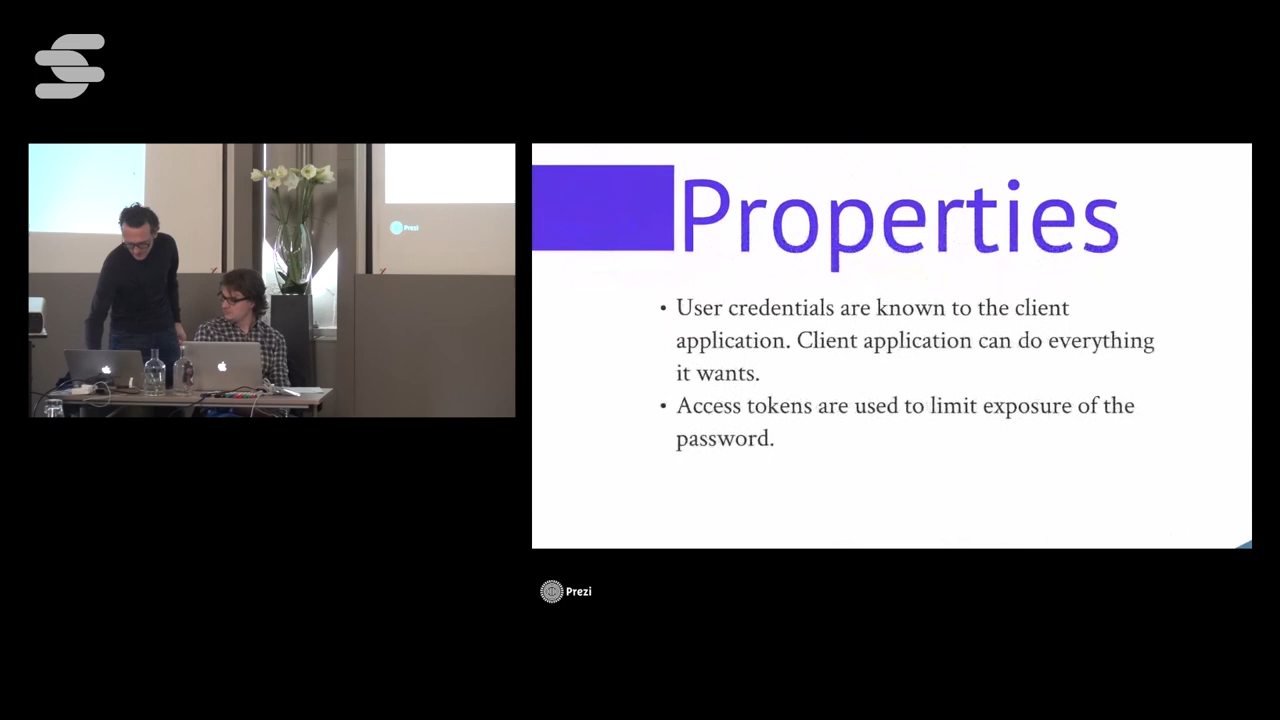 Properties
• User credentials are known to the client
application. Client application can do everything
it wants.
• Access tokens are used to limit exposure of the
password.
Prezi
Prezi